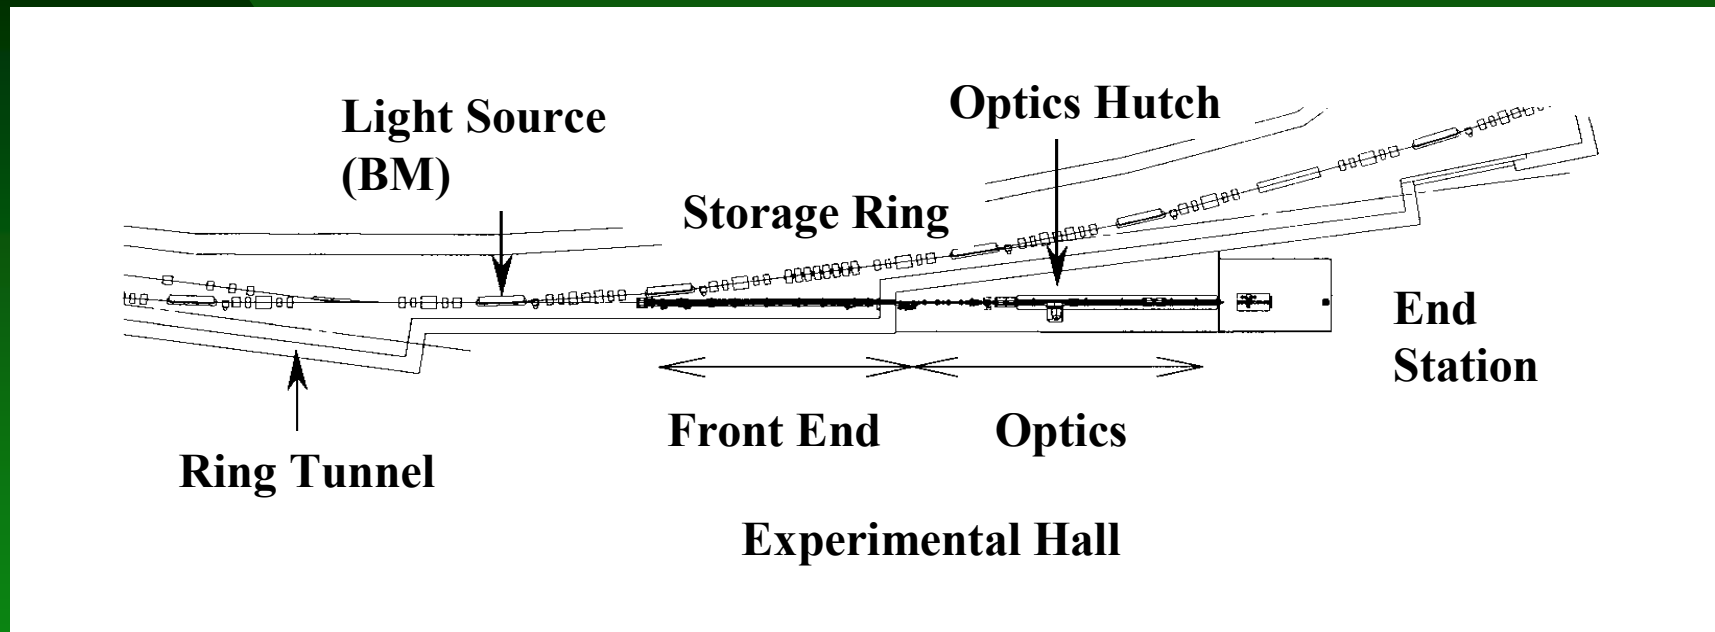 Light Source
(BM)
Optics Hutch
Storage Ring
End
Station
Front End
Optics
Ring Tunnel
Experimental Hall